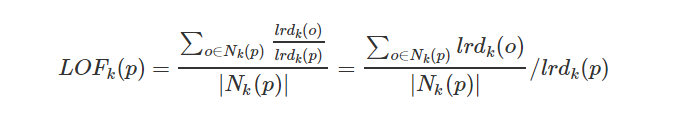 $LOF_k(p) = \frac{\sum_{o \in N_k(p)} \frac{lrd_k(o)}{lrd_k(p)}}{|N_k(p)|} = \frac{\sum_{o \in N_k(p)} lrd_k(o)}{|N_k(p)|} / lrd_k(p)$